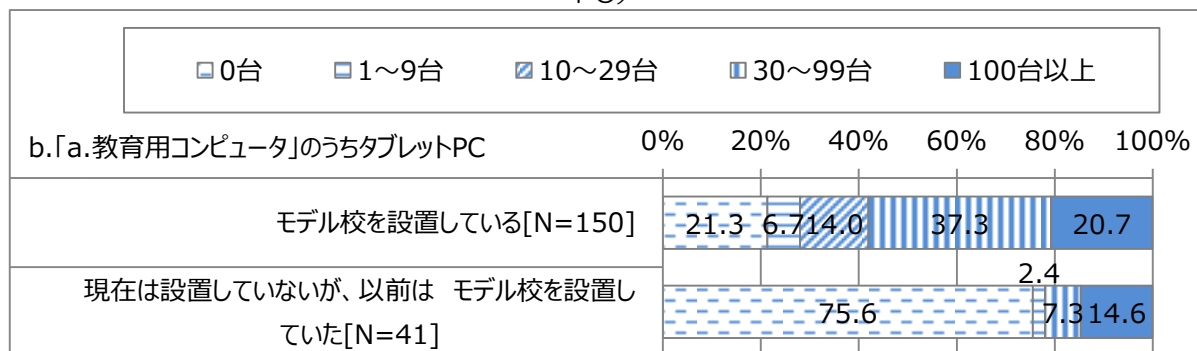 0台 1～9台 10～29台 30～99台 100台以上
b.「a.教育用コンピュータ」のうちタブレットPC
0% 20% 40% 60% 80% 100%
モデル校を設置している[N=150]
21.3 6.7 14.0 37.3 20.7
現在は設置していないが、以前は モデル校を設置し
ていた[N=41]
2.4
75.6 7.3 14.6